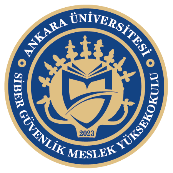 ANKARA ÜNİVERSİTESİ
SİBER GÜVENLİK MESLEK YÜKSEKOKULU
2023